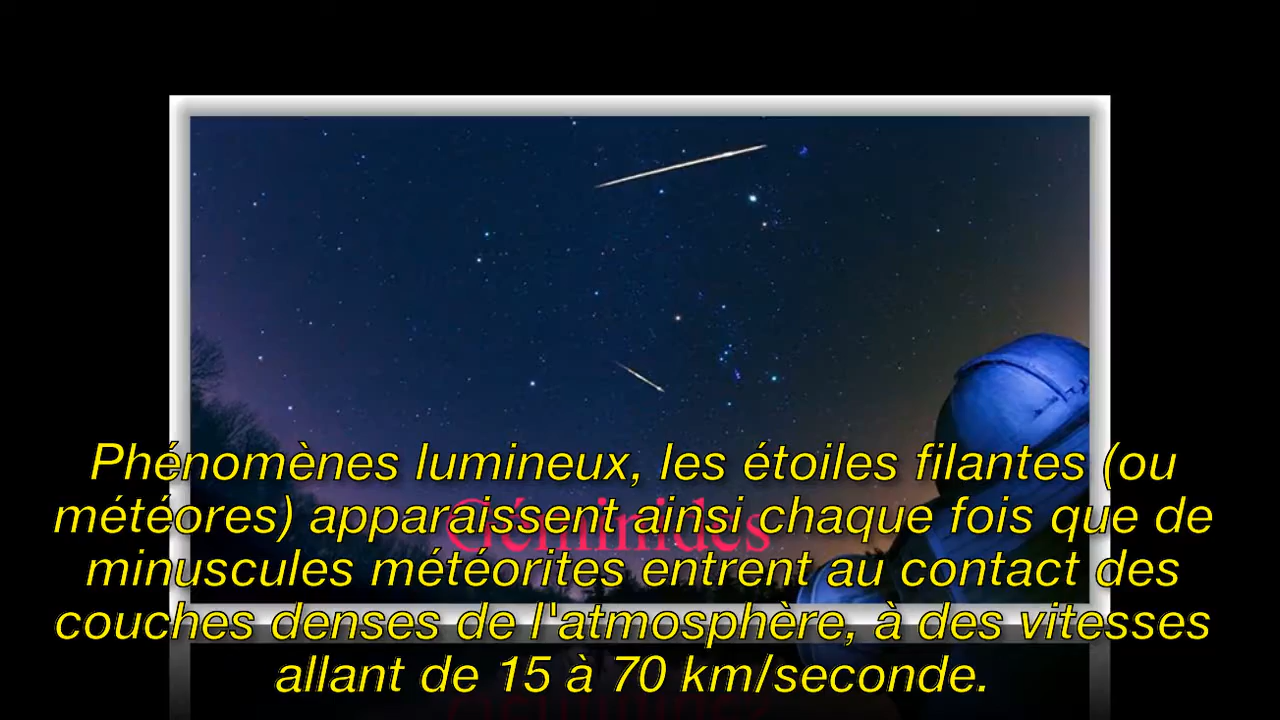 Phénomènes lumineux, les étoiles filantes (ou
météores) apparaissent ainsi chaque fois que de
Géminides
minuscules météorites entrent au contact des
couches denses de l'atmosphère, à des vitesses
allant de 15 à 70 km/seconde.